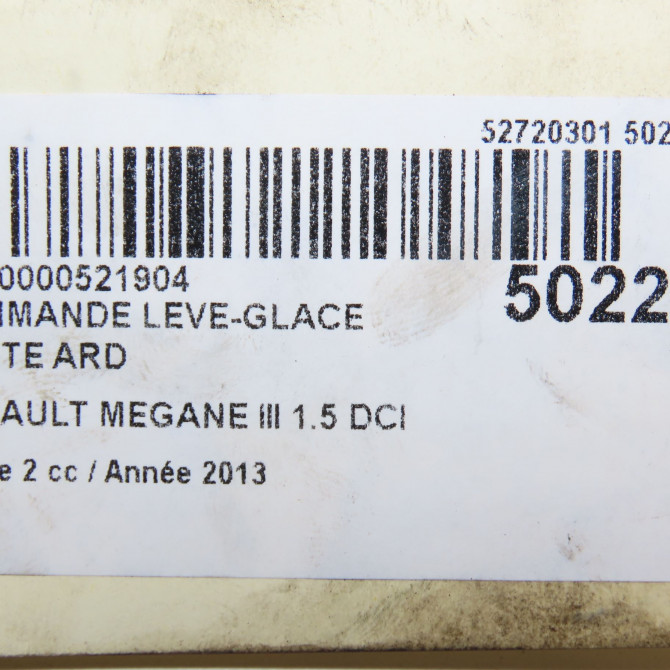 52720301 502
0000521904
5022
MMANDE LEVE-GLACE
TE ARD
AULT MEGANE III 1.5 DCI
e 2 cc / Année 2013